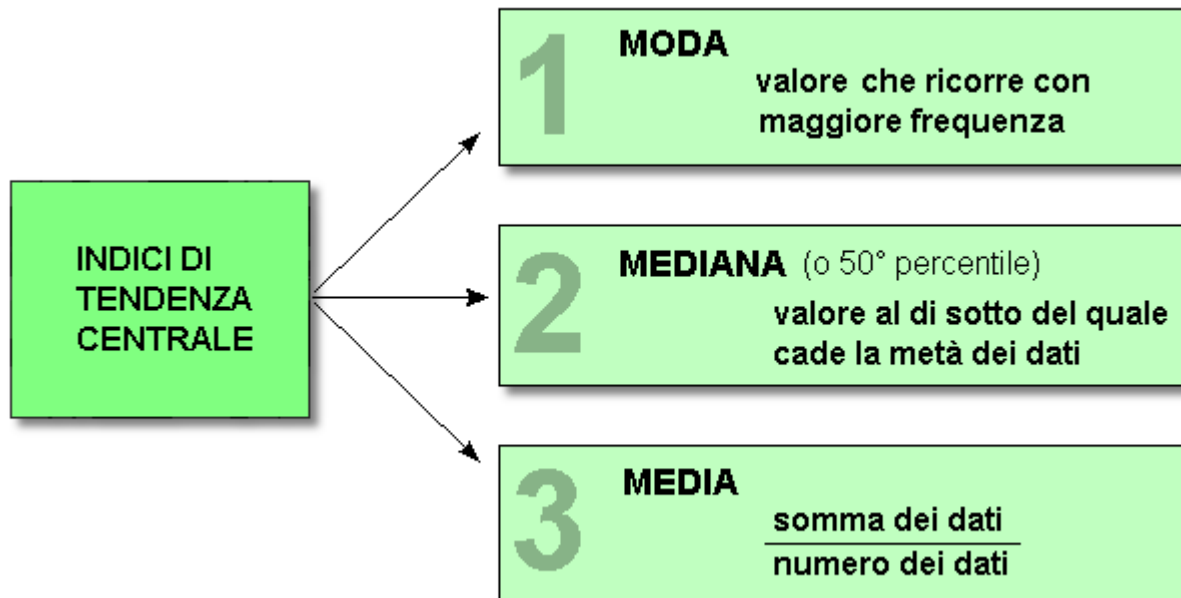 INDICI DI
TENDENZA
CENTRALE
1 MODA
valore che ricorre con
maggiore frequenza
2 MEDIANA (o 50° percentile)
valore al di sotto del quale
cade la metà dei dati
3 MEDIA
somma dei dati
numero dei dati